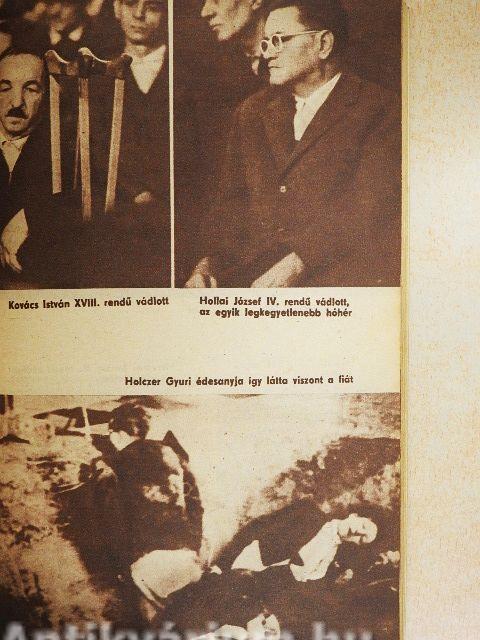 Kovács István XVIII. rendű vádlott
Hollai József IV. rendű vádlott,
az egyik legkegyetlenebb hóhér
Holczer Gyuri édesanyja igy látta viszont a fiát